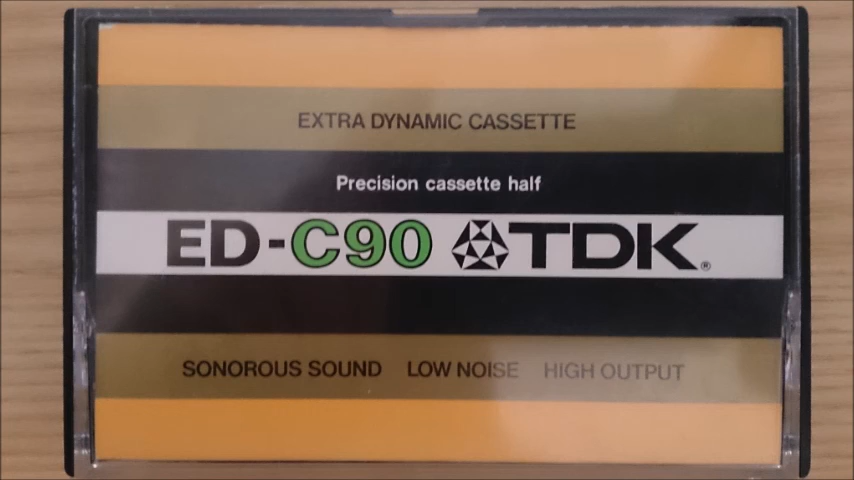 EXTRA DYNAMIC CASSETTE
Precision cassette half
ED-C90 TDK®
SONOROUS SOUND LOW NOISE HIGH OUTPUT